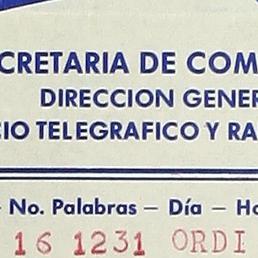 CRETARIA DE COM
DIRECCION GENER
CIO TELEGRAFICO Y RA
- No. Palabras - Día - Ho
16 1231 ORDI